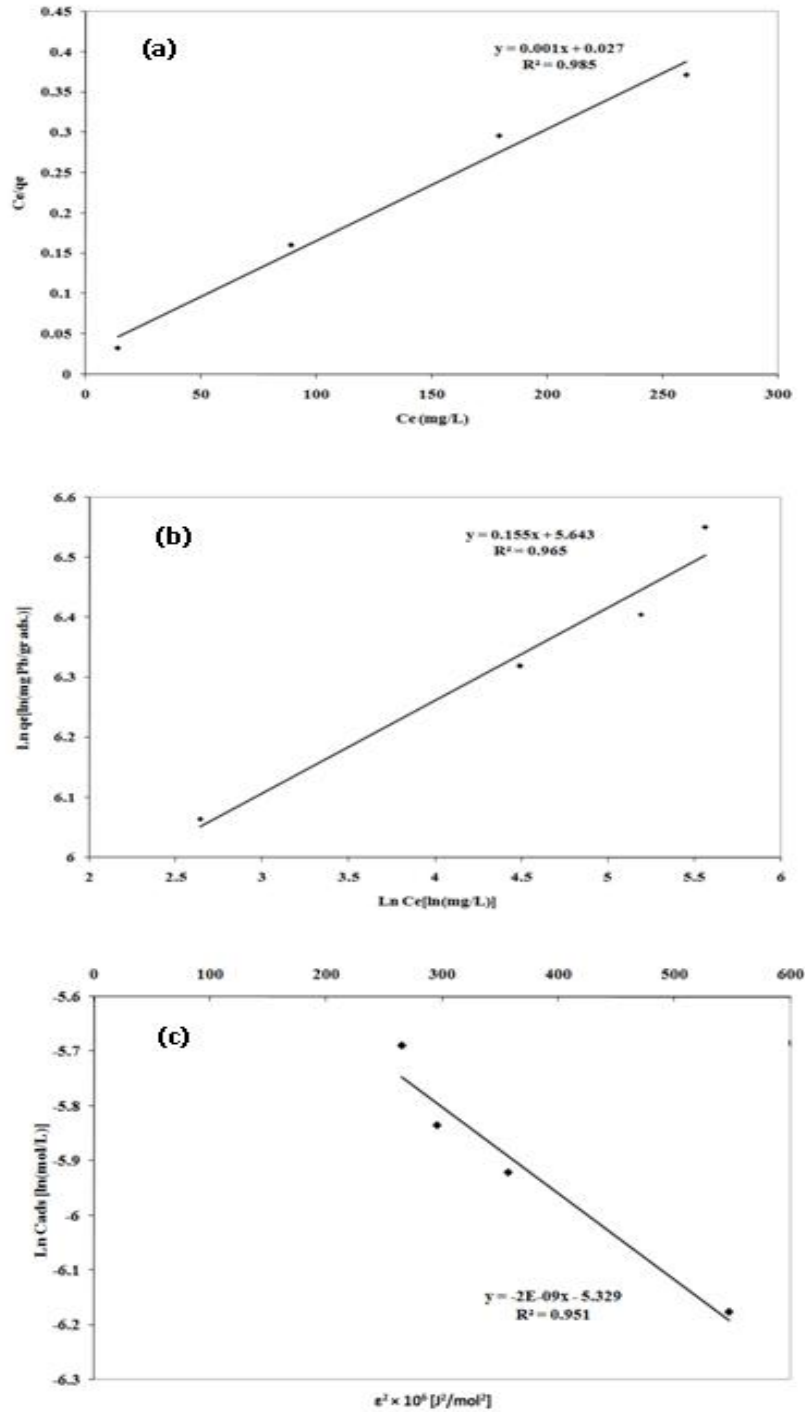 (a)
y = 0.001x + 0.027
R² = 0.985
0.45
0.4
0.35
0.3
0.25
0.2
0.15
0.1
0.05
0
Ce/qe
0 50 100 150 200 250 300
Ce (mg/L)
(b)
y = 0.155x + 5.643
R² = 0.965
6.6
6.5
6.4
6.3
6.2
6.1
6
Ln qe[ln(mg Pb/g rads.)]
2 2.5 3 3.5 4 4.5 5 5.5 6
Ln Ce[ln(mg/L)]
0 100 200 300 400 500 600
(c)
-5.6
-5.7
-5.8
-5.9
-6
-6.1
-6.2
-6.3
Ln Cads [ln(mol/L)]
y = -2E-09x - 5.329
R² = 0.951
ε² × 10⁶ [J²/mol²]